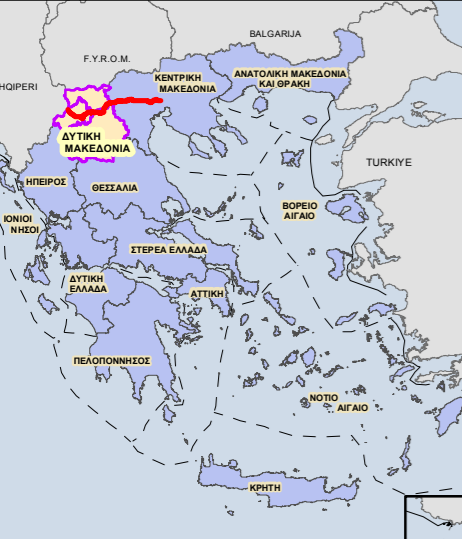 BALGARIJA
F.Y.R.O.M.
ΚΕΝΤΡΙΚΗ
ΜΑΚΕΔΟΝΙΑ
ΑΝΑΤΟΛΙΚΗ ΜΑΚΕΔΟΝΙΑ
ΚΑΙ ΘΡΑΚΗ
HQIPERI
ΔΥΤΙΚΗ
ΜΑΚΕΔΟΝΙΑ
TURKIYE
ΗΠΕΙΡΟΣ
ΘΕΣΣΑΛΙΑ
ΒΟΡΕΙΟ
ΑΙΓΑΙΟ
ΙΟΝΙΟΙ
ΝΗΣΟΙ
ΣΤΕΡΕΑ ΕΛΛΑΔΑ
ΔΥΤΙΚΗ
ΕΛΛΑΔΑ
ΑΤΤΙΚΗ
ΠΕΛΟΠΟΝΝΗΣΟΣ
ΝΟΤΙΟ
ΑΙΓΑΙΟ
ΚΡΗΤΗ